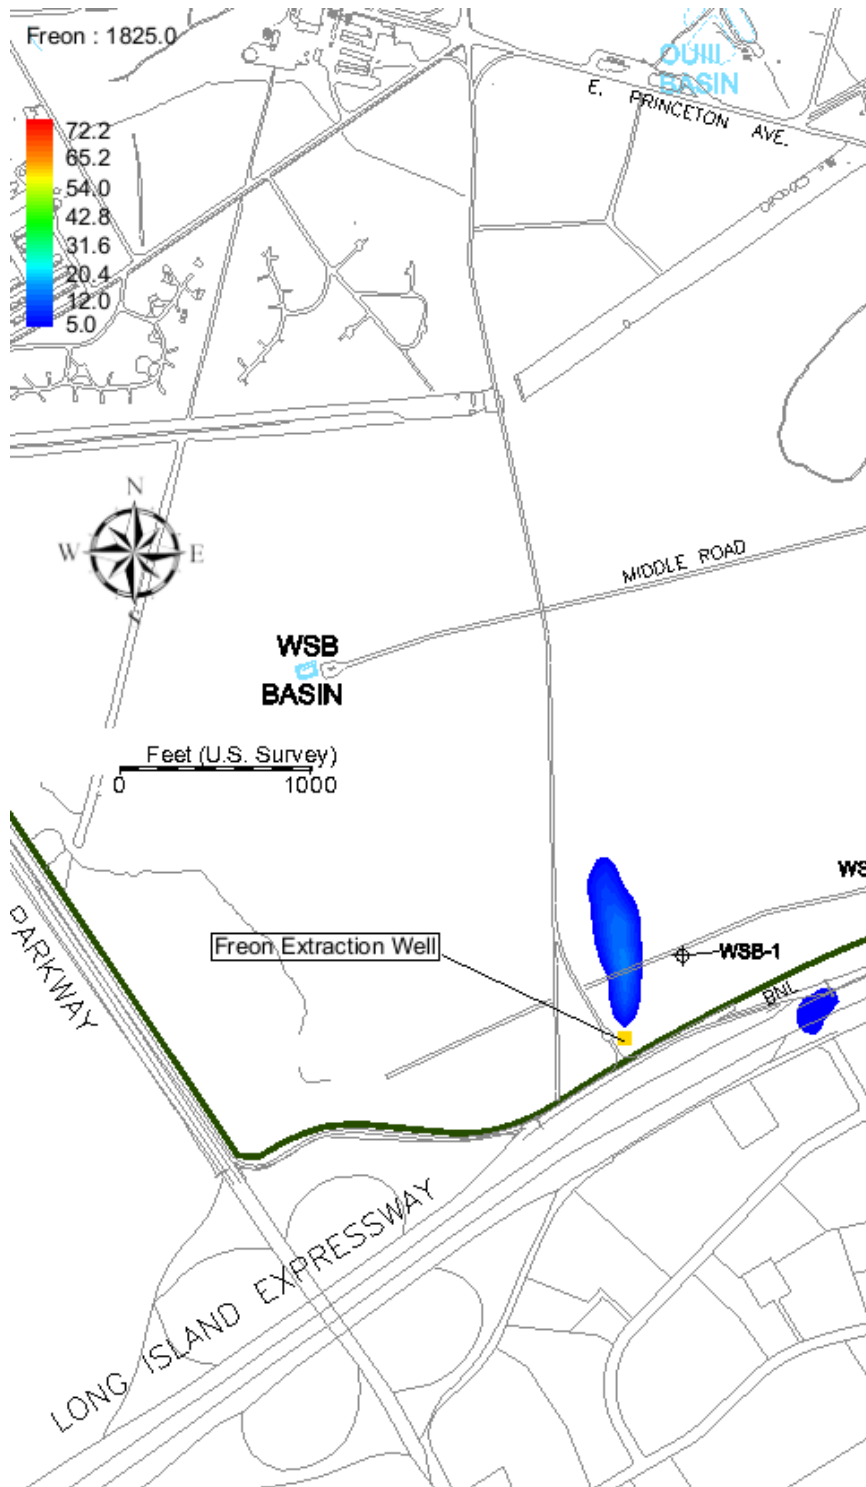 Freon : 1825.0
OUIII
BASIN
E. PRINCETON AVE.
72.2
65.2
54.0
42.8
31.6
20.4
12.0
5.0
N
W E
S
MIDDLE ROAD
WSB
BASIN
Feet (U.S. Survey)
0 1000
WS
PARKWAY
Freon Extraction Well
WSB-1
BNL
LONG ISLAND EXPRESSWAY